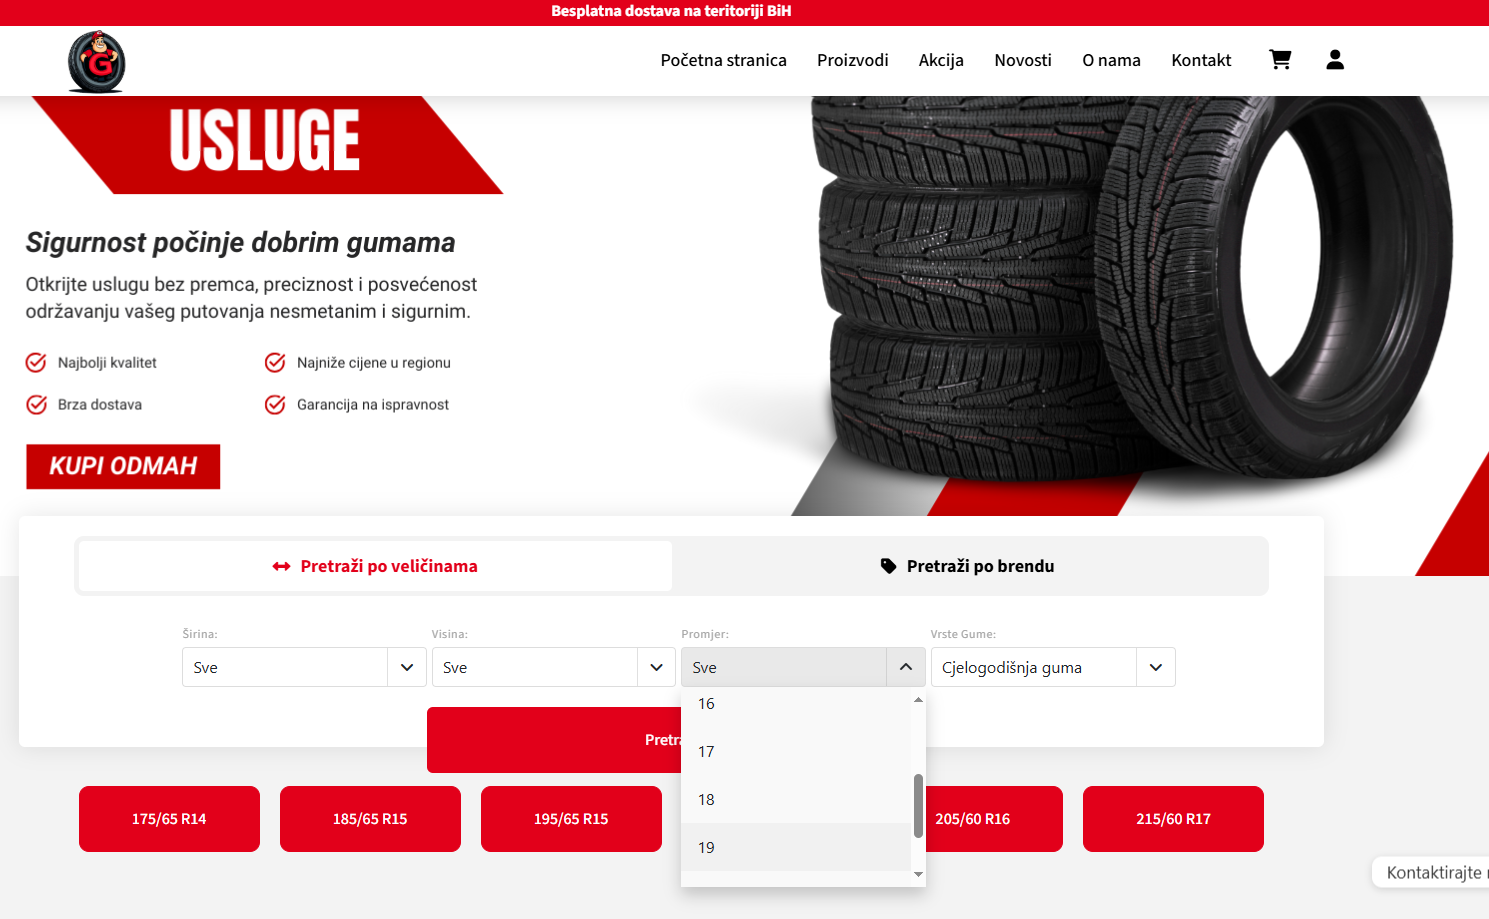 Besplatna dostava na teritoriji BiH
G
Početna stranica Proizvodi Akcija Novosti O nama Kontakt
USLUGE
Sigurnost počinje dobrim gumama
Otkrijte uslugu bez premca, preciznost i posvećenost
održavanju vašeg putovanja nesmetanim i sigurnim.
Najbolji kvalitet Najniže cijene u regionu
Brza dostava Garancija na ispravnost
KUPI ODMAH
Pretraži po veličinama Pretraži po brendu
Širina: Visina: Promjer: Vrste Gume:
Sve Sve Sve Cjelogodišnja guma
16
Pretra
17
18
175/65 R14 185/65 R15 195/65 R15 205/60 R16 215/60 R17
19
Kontaktirajte